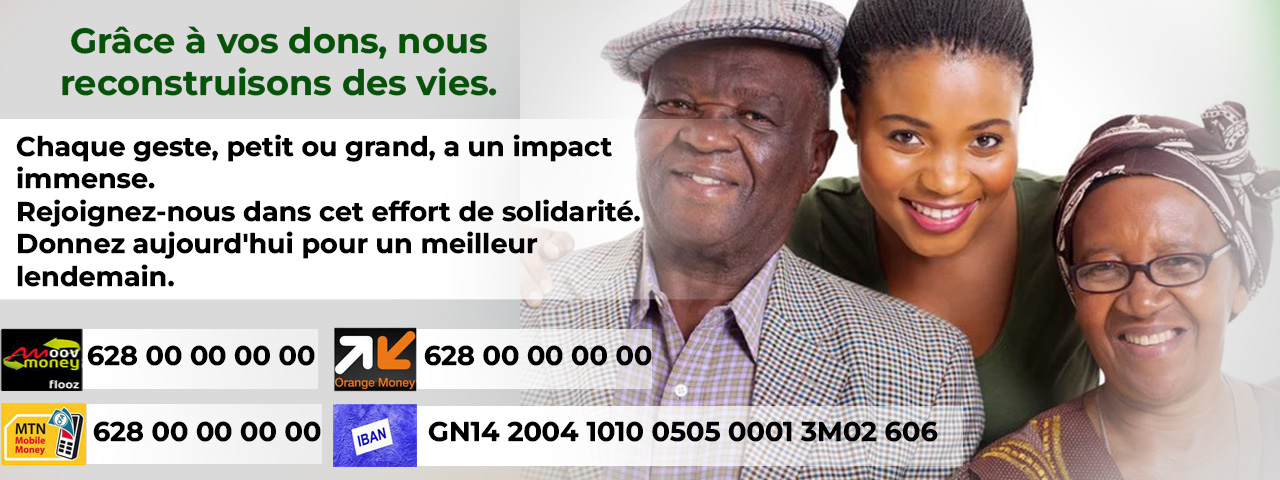 Grâce à vos dons, nous
reconstruisons des vies.
Chaque geste, petit ou grand, a un impact
immense.
Rejoignez-nous dans cet effort de solidarité.
Donnez aujourd'hui pour un meilleur
lendemain.
Moov
money
flooz
628 00 00 00 00
Orange Money
628 00 00 00 00
MTN
Mobile
Money
628 00 00 00 00
IBAN
GN14 2004 1010 0505 0001 3M02 606